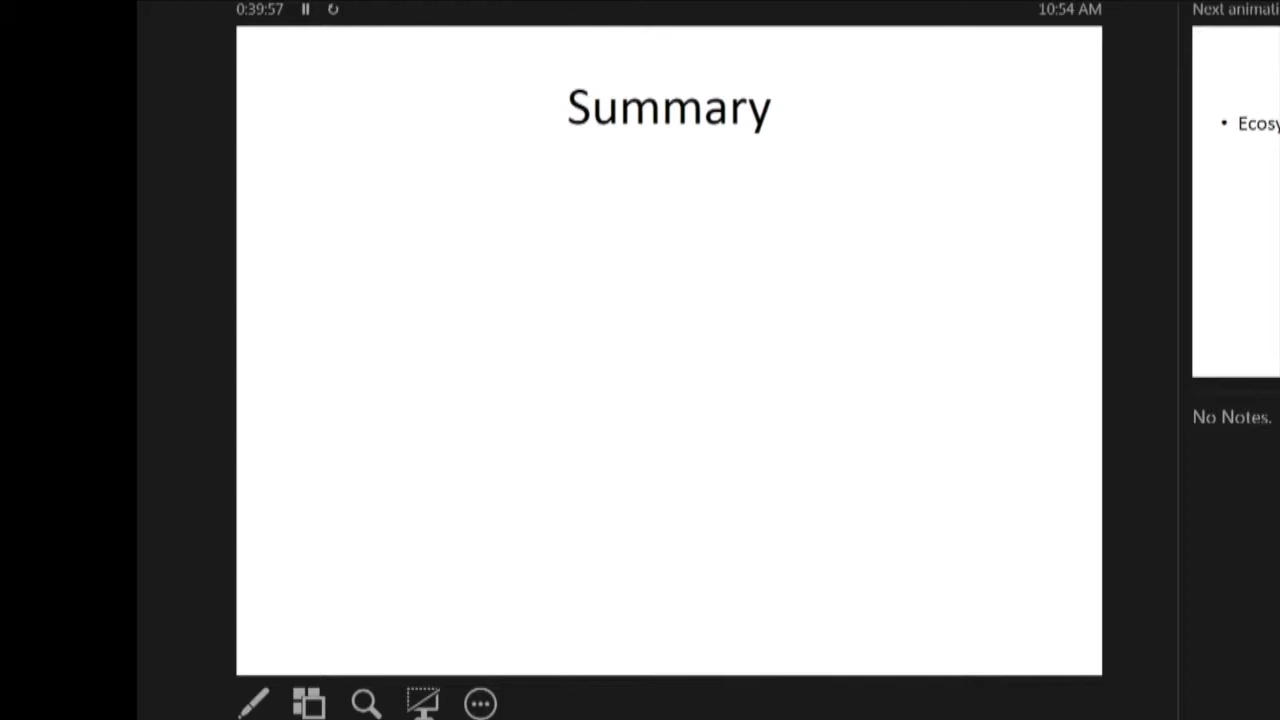 0:39:57
10:54 AM
Next animati
Summary
• Ecosy
No Notes.